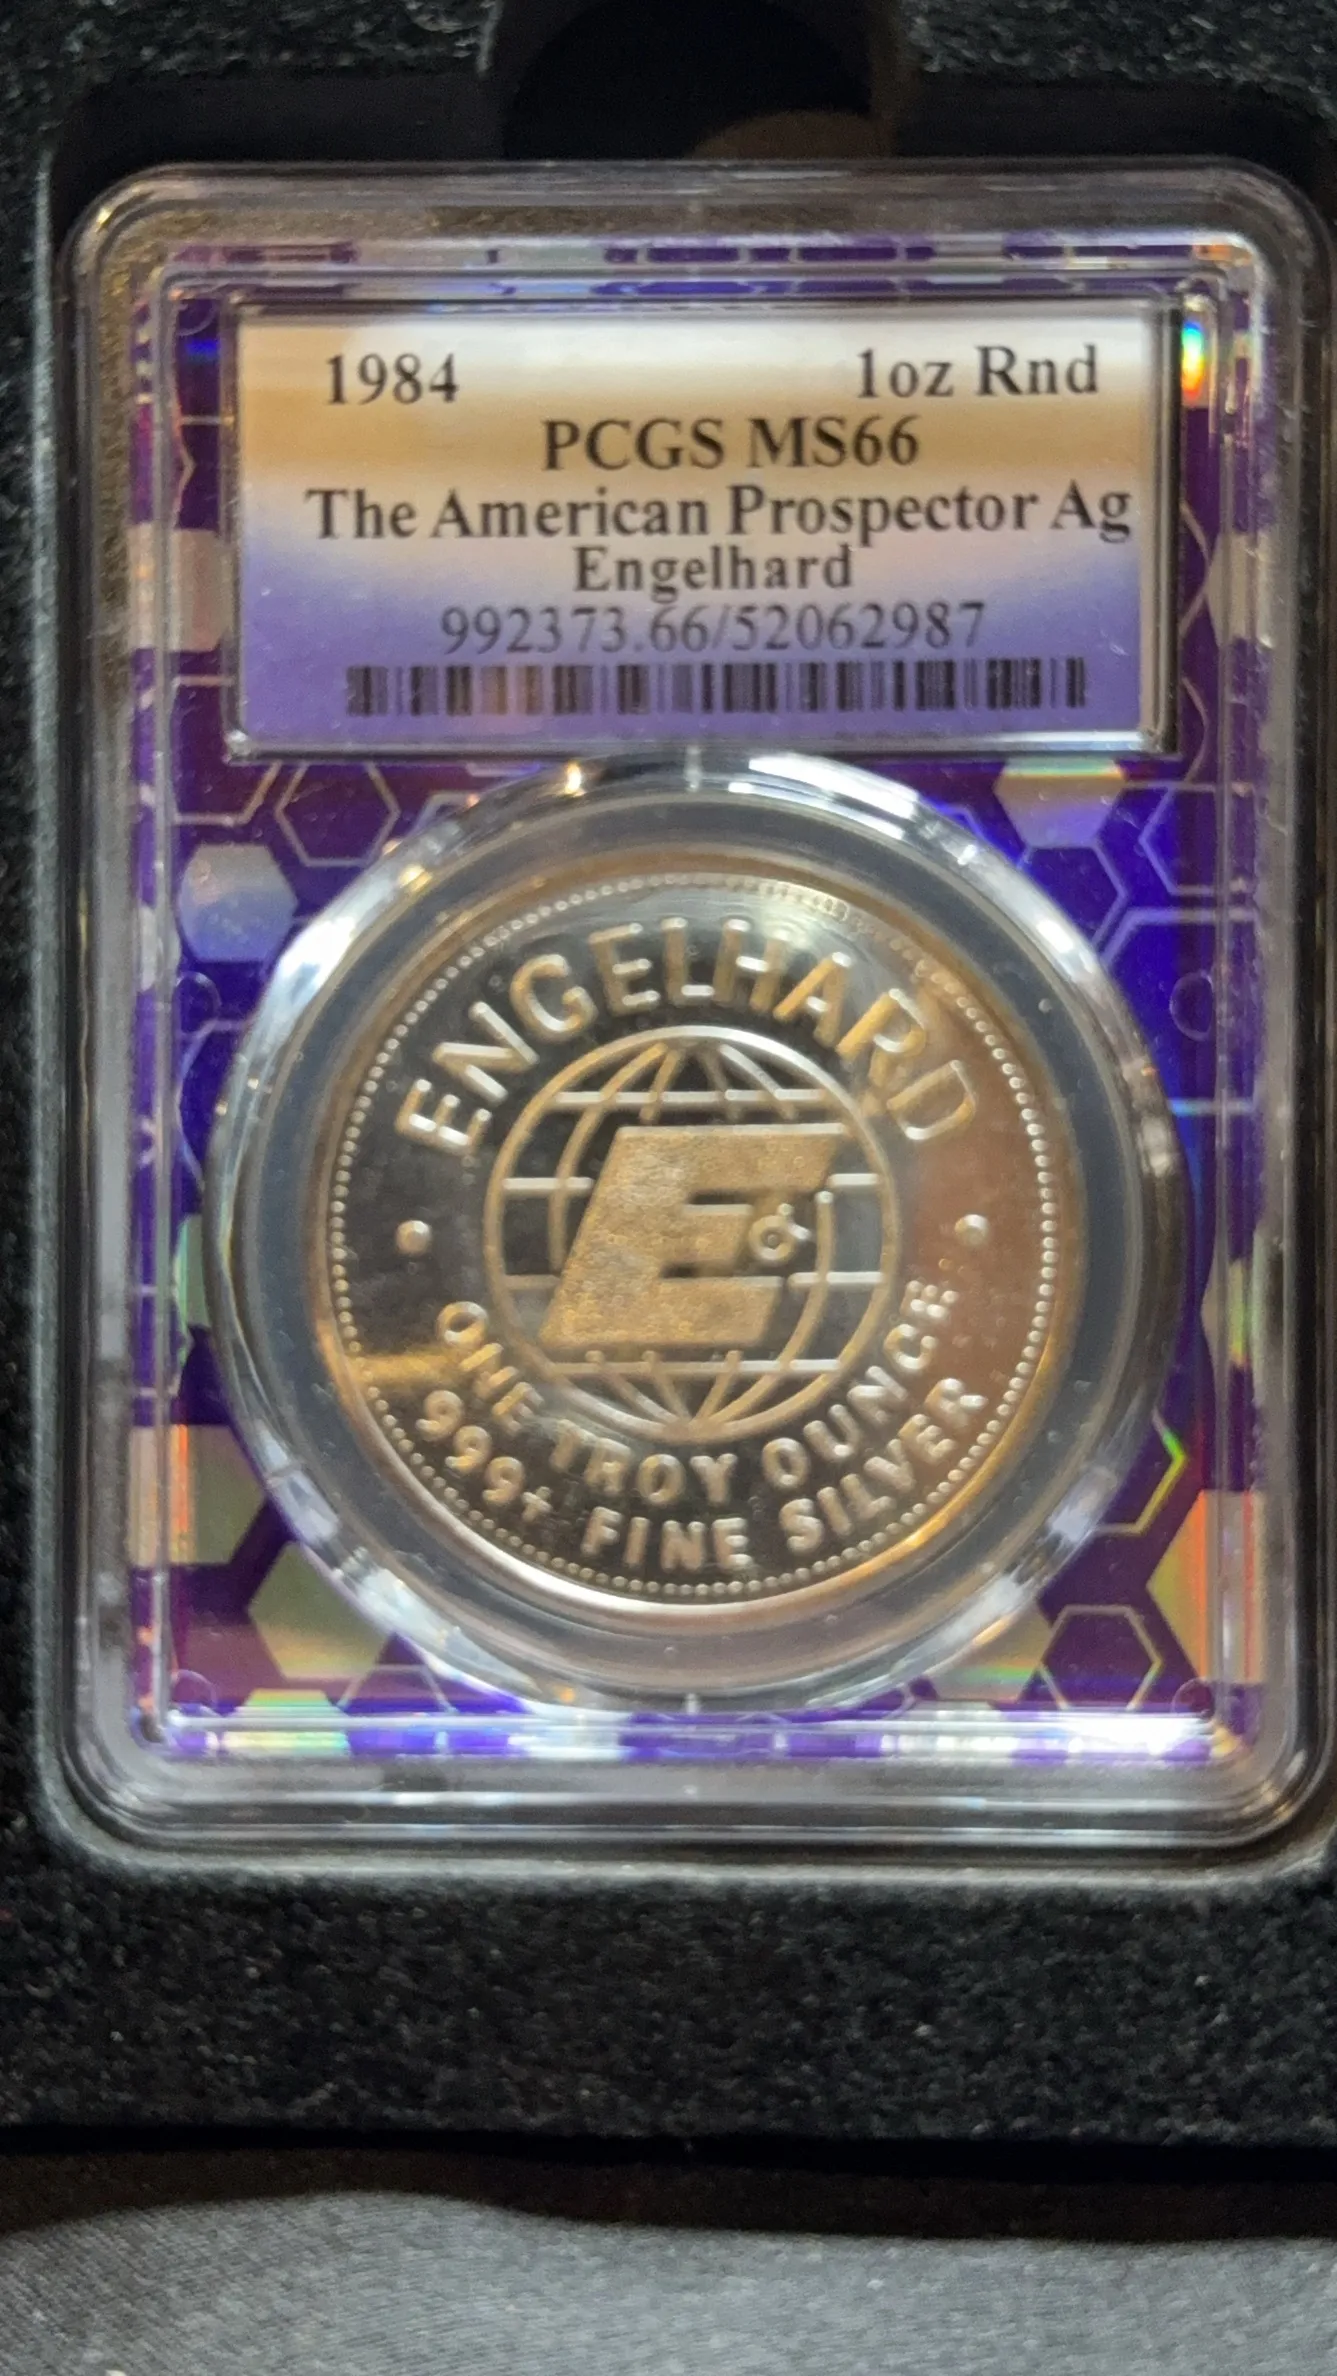 1984 1oz Rnd
PCGS MS66
The American Prospector Ag
Engelhard
992373.66/52062987
ENGELHARD
E
ONE TROY OUNCE
999+ FINE SILVER